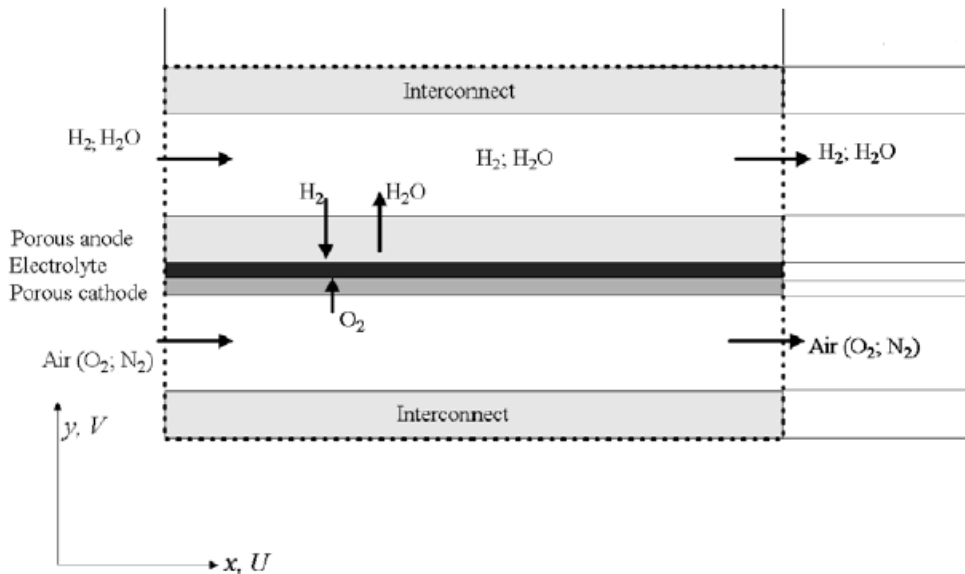 Interconnect
H₂; H₂O
H₂; H₂O
H₂; H₂O
H₂
H₂O
Porous anode
Electrolyte
Porous cathode
O₂
Air (O₂; N₂)
Air (O₂; N₂)
Interconnect
y, V
x, U